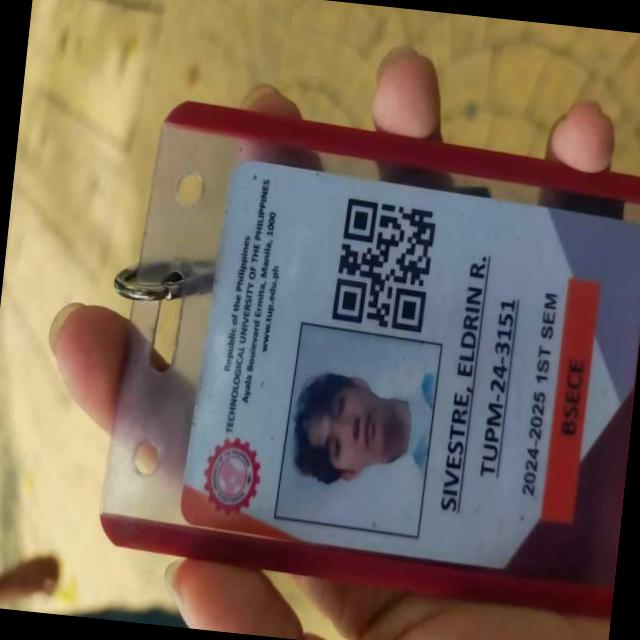 Republic of the Philippines
TECHNOLOGICAL UNIVERSITY OF THE PHILIPPINES
Ayala Boulevard Ermita, Manila, 1000
www.tup.edu.ph
SIVESTRE, ELDRIN R.
TUPM-24-3151
2024-2025 1ST SEM
BSECE